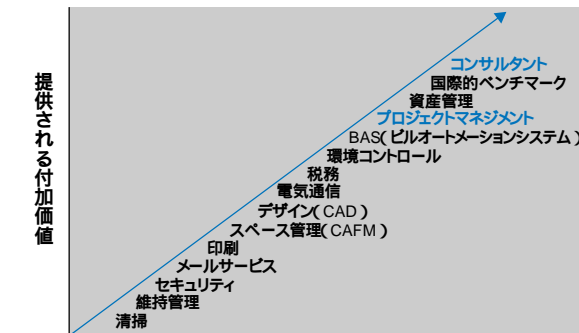 提供される付加価値
コンサルタント
国際的ベンチマーク
資産管理
プロジェクトマネジメント
BAS(ビルオートメーションシステム)
環境コントロール
税務
電気通信
デザイン(CAD)
スペース管理(CAFM)
印刷
メールサービス
セキュリティ
維持管理
清掃